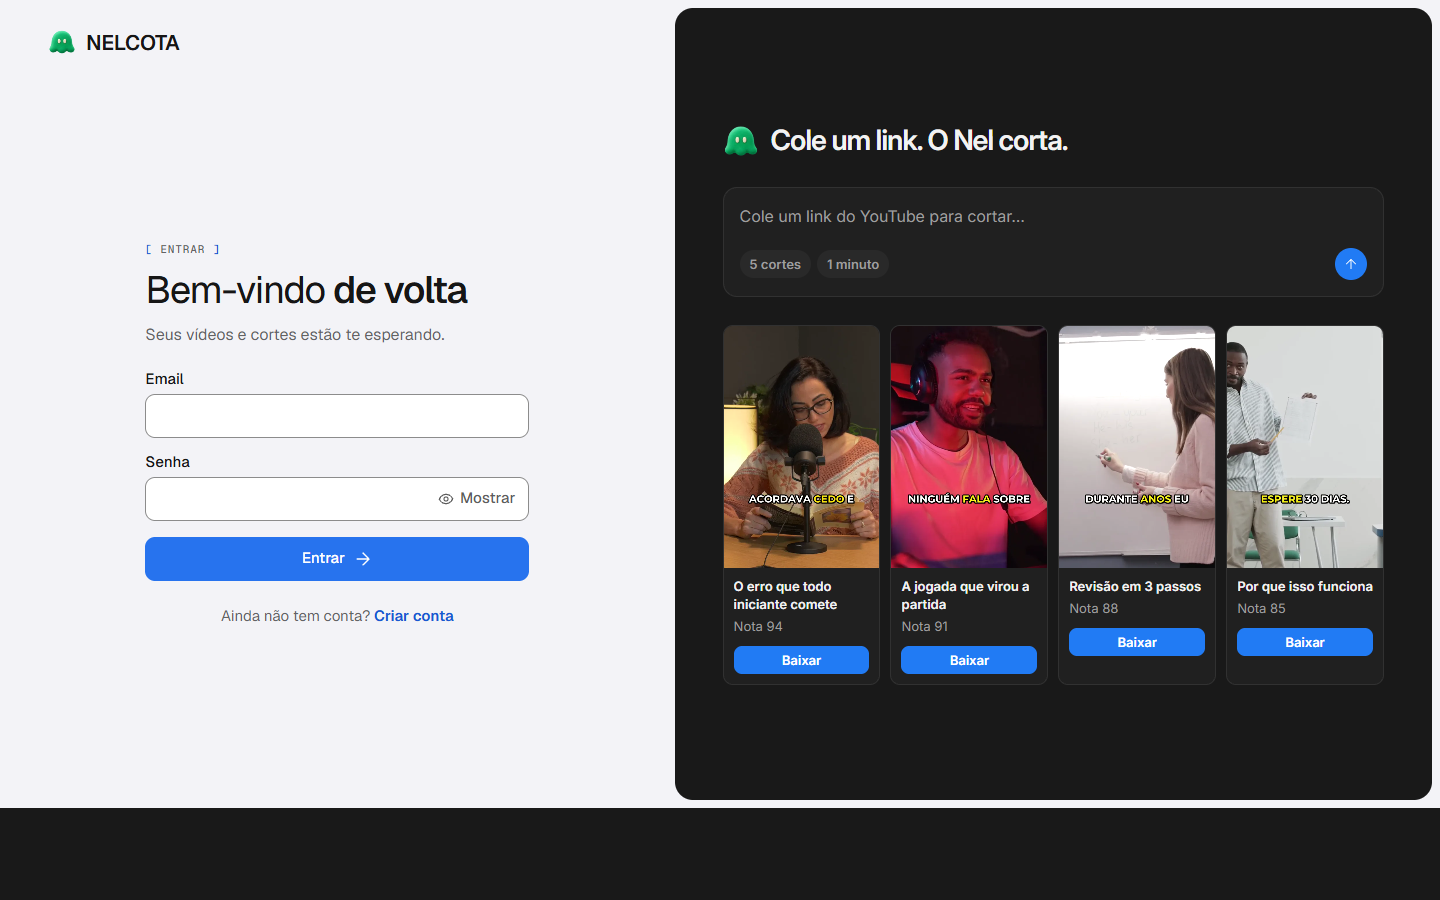 NELCOTA
[ ENTRAR ]
Bem-vindo de volta
Seus vídeos e cortes estão te esperando.
Email
Senha
Mostrar
Entrar
Ainda não tem conta? Criar conta
Cole um link. O Nel corta.
Cole um link do YouTube para cortar...
5 cortes
1 minuto
ACORDAVA CEDO E
O erro que todo
iniciante comete
Nota 94
Baixar
NINGUÉM FALA SOBRE
A jogada que virou a
partida
Nota 91
Baixar
DURANTE ANOS EU
Revisão em 3 passos
Nota 88
Baixar
ESPERE 30 DIAS.
Por que isso funciona
Nota 85
Baixar